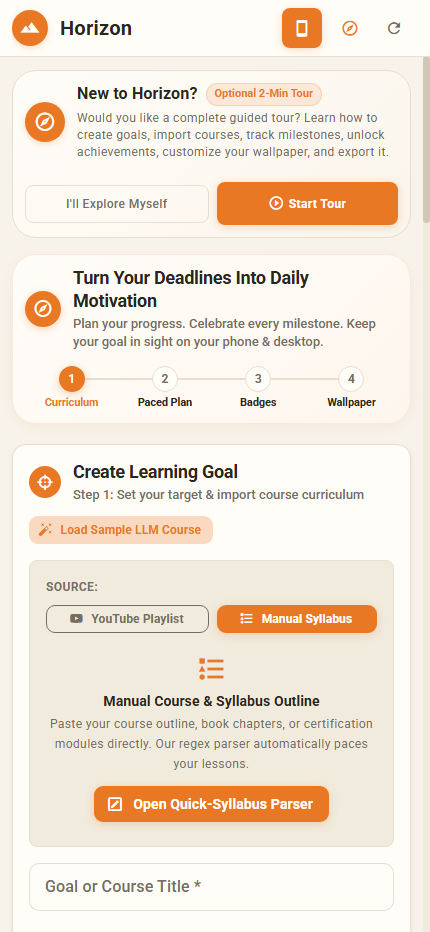 Horizon
New to Horizon?
Optional 2-Min Tour
Would you like a complete guided tour? Learn how to
create goals, import courses, track milestones, unlock
achievements, customize your wallpaper, and export it.
I'll Explore Myself
Start Tour
Turn Your Deadlines Into Daily
Motivation
Plan your progress. Celebrate every milestone. Keep
your goal in sight on your phone & desktop.
1
2
3
4
Curriculum
Paced Plan
Badges
Wallpaper
Create Learning Goal
Step 1: Set your target & import course curriculum
Load Sample LLM Course
SOURCE:
YouTube Playlist
Manual Syllabus
Manual Course & Syllabus Outline
Paste your course outline, book chapters, or certification
modules directly. Our regex parser automatically paces
your lessons.
Open Quick-Syllabus Parser
Goal or Course Title *